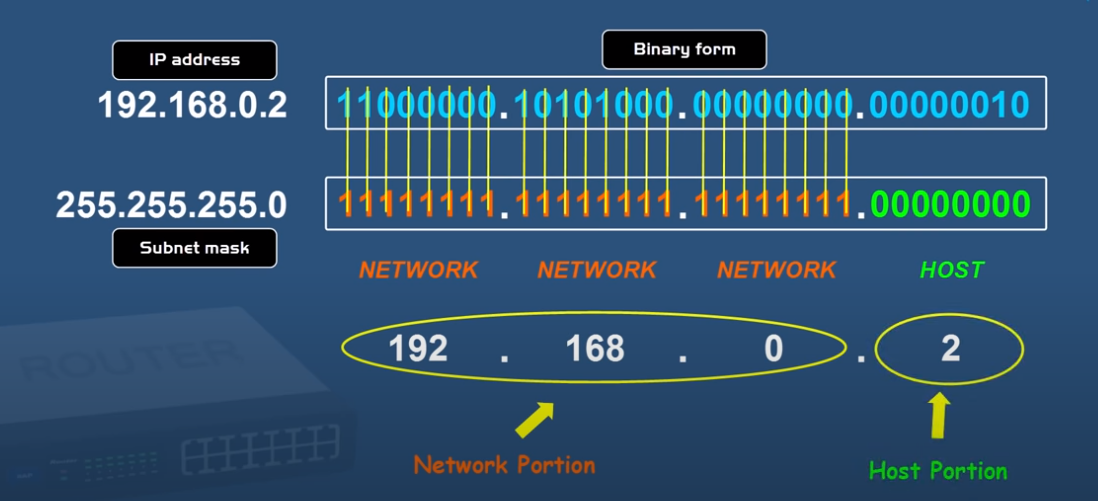 IP address
Binary form
192.168.0.2
11000000.10101000.00000000.00000010
255.255.255.0
11111111.11111111.11111111.00000000
Subnet mask
NETWORK NETWORK NETWORK HOST
192 . 168 . 0 . 2
ROUTER
Network Portion
Host Portion